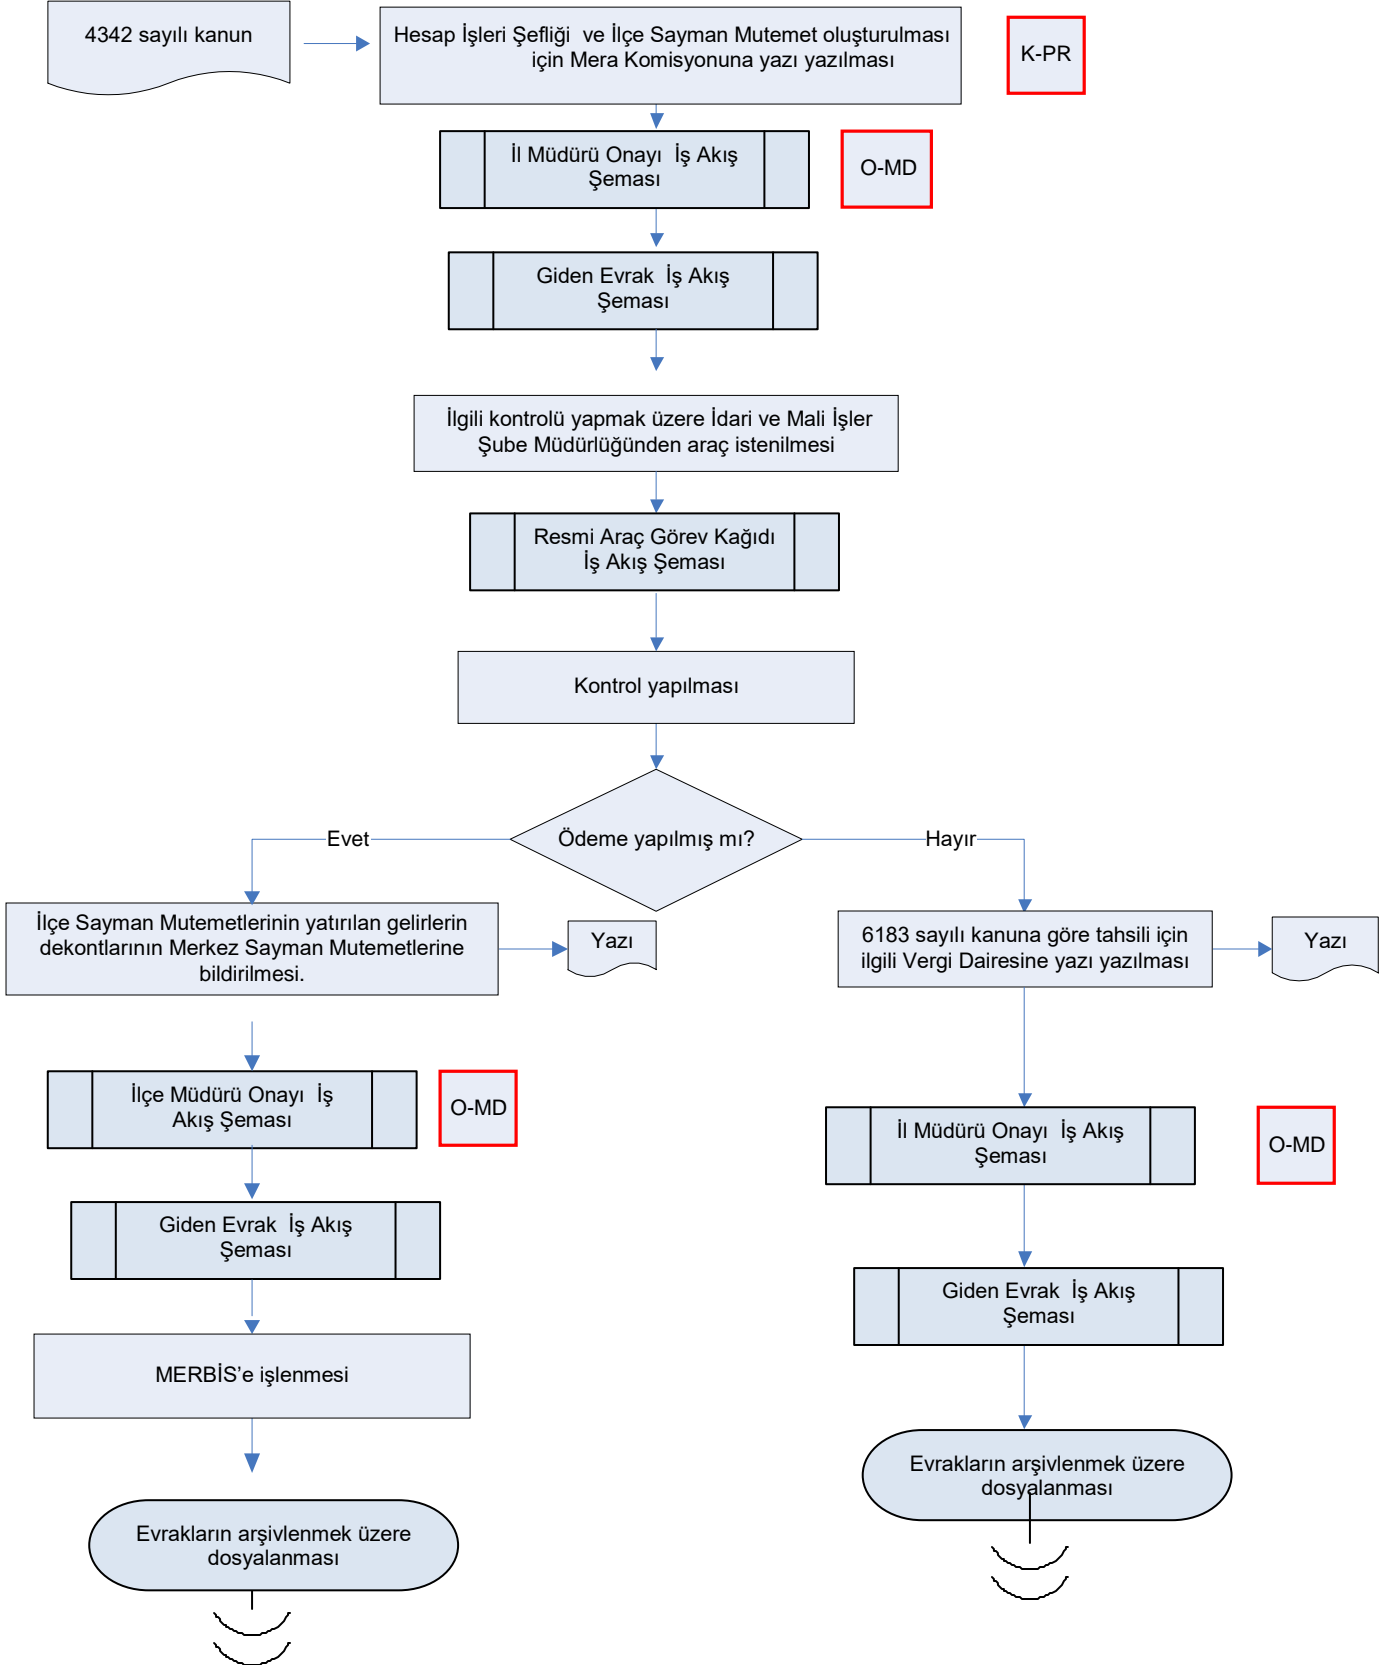 4342 sayılı kanun
Hesap İşleri Şefliği ve İlçe Sayman Mutemet oluşturulması
için Mera Komisyonuna yazı yazılması
K-PR
İl Müdürü Onayı İş Akış
Şeması
O-MD
Giden Evrak İş Akış
Şeması
İlgili kontrolü yapmak üzere İdari ve Mali İşler
Şube Müdürlüğünden araç istenilmesi
Resmi Araç Görev Kağıdı
İş Akış Şeması
Kontrol yapılması
Ödeme yapılmış mı?
Evet
Hayır
İlçe Sayman Mutemetlerinin yatırılan gelirlerin
dekontlarının Merkez Sayman Mutemetlerine
bildirilmesi.
Yazı
6183 sayılı kanuna göre tahsili için
ilgili Vergi Dairesine yazı yazılması
Yazı
İlçe Müdürü Onayı İş
Akış Şeması
O-MD
İl Müdürü Onayı İş Akış
Şeması
O-MD
Giden Evrak İş Akış
Şeması
Giden Evrak İş Akış
Şeması
MERBİS’e işlenmesi
Evrakların arşivlenmek üzere
dosyalanması
Evrakların arşivlenmek üzere
dosyalanması